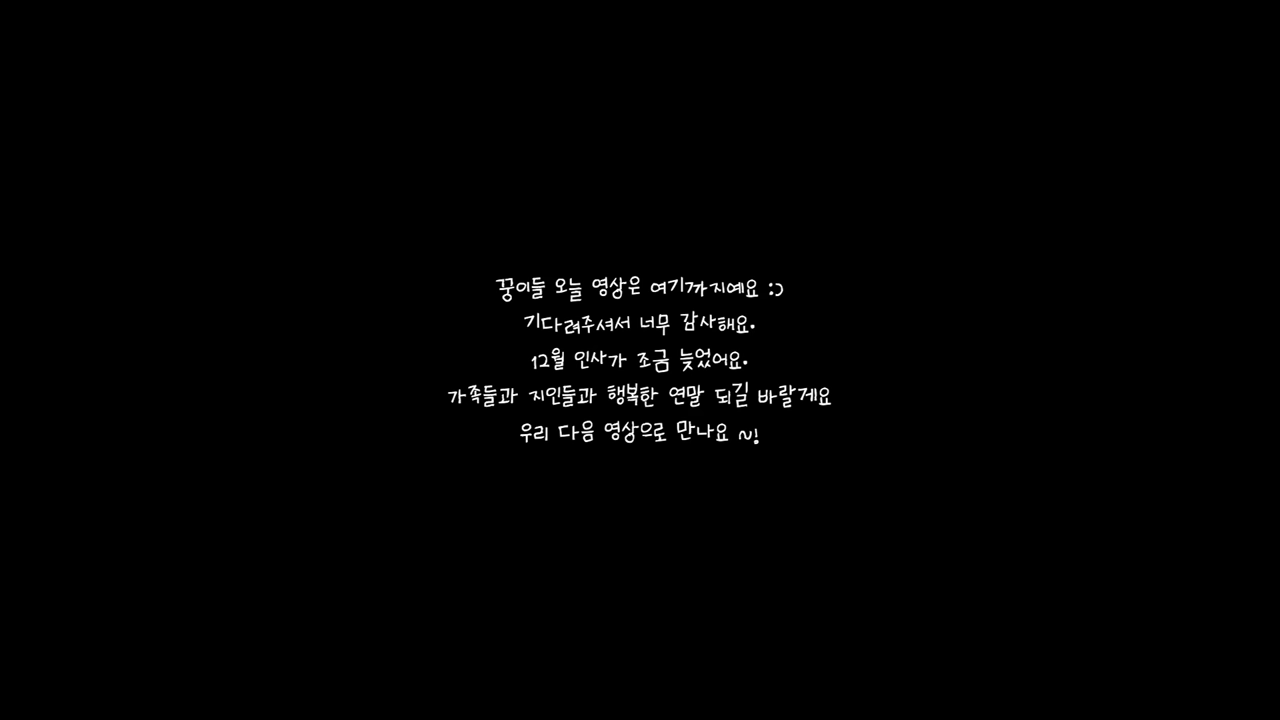 꿍이들 오늘 영상은 여기까지예요 :)
기다려주셔서 너무 감사해요.
12월 인사가 조금 늦었어요.
가족들과 지인들과 행복한 연말 되길 바랄게요
우리 다음 영상으로 만나요 ~!